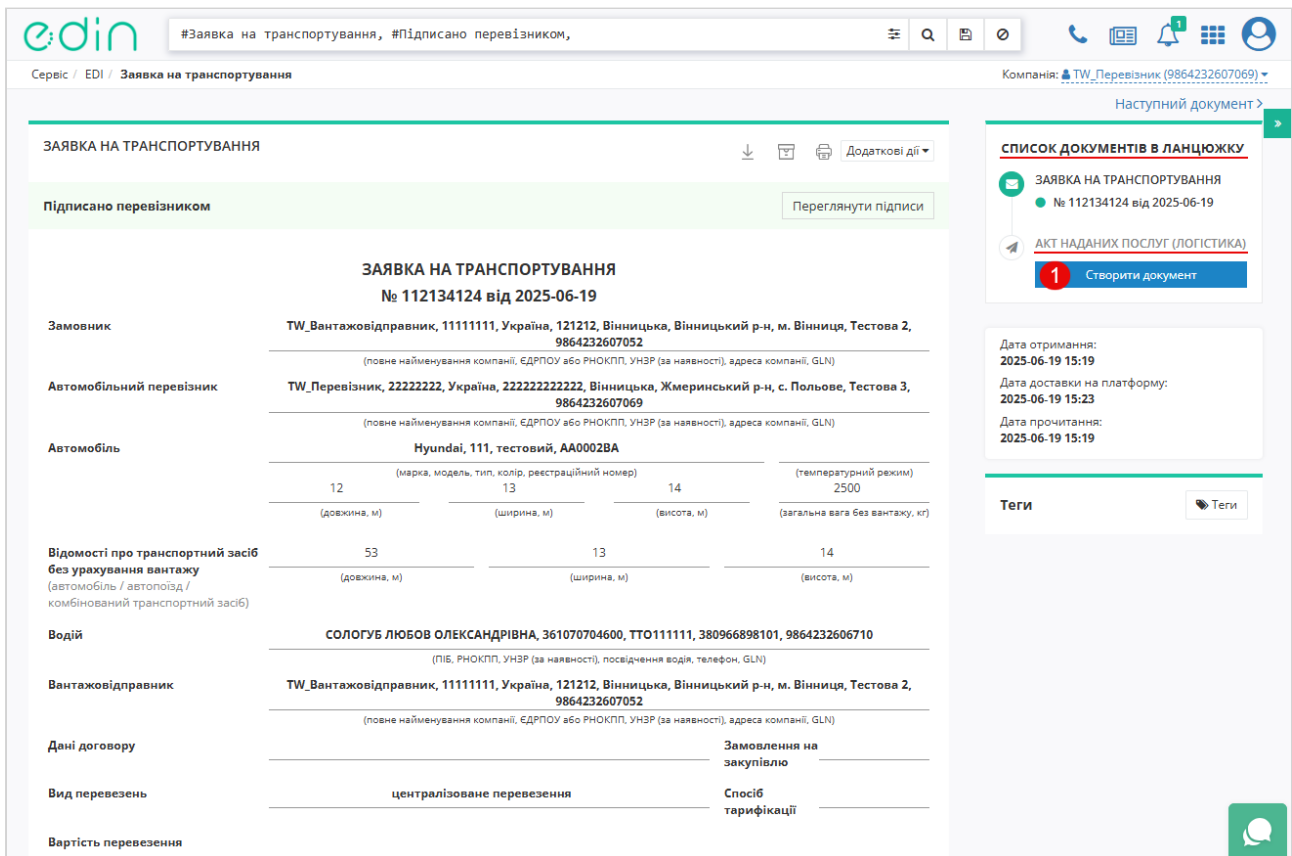 edin
#Заявка на транспортування, #Підписано перевізником,
1
Сервіс / EDI / Заявка на транспортування
Компанія: TW_Перевізник (9864232607069)
Наступний документ >
»
ЗАЯВКА НА ТРАНСПОРТУВАННЯ
Додаткові дії
Підписано перевізником
Переглянути підписи
ЗАЯВКА НА ТРАНСПОРТУВАННЯ
№ 112134124 від 2025-06-19
Замовник
TW_Вантажовідправник, 11111111, Україна, 121212, Вінницька, Вінницький р-н, м. Вінниця, Тестова 2,
9864232607052
(повне найменування компанії, ЄДРПОУ або РНОКПП, УНЗР (за наявності), адреса компанії, GLN)
Автомобільний перевізник
TW_Перевізник, 22222222, Україна, 222222222222, Вінницька, Жмеринський р-н, с. Польове, Тестова 3,
9864232607069
(повне найменування компанії, ЄДРПОУ або РНОКПП, УНЗР (за наявності), адреса компанії, GLN)
Автомобіль
Hyundai, 111, тестовий, АА0002ВА
(марка, модель, тип, колір, реєстраційний номер)
(температурний режим)
12 13 14 2500
(довжина, м) (ширина, м) (висота, м) (загальна вага без вантажу, кг)
Відомості про транспортний засіб
без урахування вантажу
(автомобіль / автопоїзд /
комбінований транспортний засіб)
53 13 14
(довжина, м) (ширина, м) (висота, м)
Водій
СОЛОГУБ ЛЮБОВ ОЛЕКСАНДРІВНА, 361070704600, ТТО111111, 380966898101, 9864232606710
(ПІБ, РНОКПП, УНЗР (за наявності), посвідчення водія, телефон, GLN)
Вантажовідправник
TW_Вантажовідправник, 11111111, Україна, 121212, Вінницька, Вінницький р-н, м. Вінниця, Тестова 2,
9864232607052
(повне найменування компанії, ЄДРПОУ або РНОКПП, УНЗР (за наявності), адреса компанії, GLN)
Дані договору
Замовлення на
закупівлю
Вид перевезень
централізоване перевезення
Спосіб
тарифікації
Вартість перевезення
СПИСОК ДОКУМЕНТІВ В ЛАНЦЮЖКУ
ЗАЯВКА НА ТРАНСПОРТУВАННЯ
№ 112134124 від 2025-06-19
АКТ НАДАНИХ ПОСЛУГ (ЛОГІСТИКА)
1 Створити документ
Дата отримання:
2025-06-19 15:19
Дата доставки на платформу:
2025-06-19 15:23
Дата прочитання:
2025-06-19 15:19
Теги
Теги